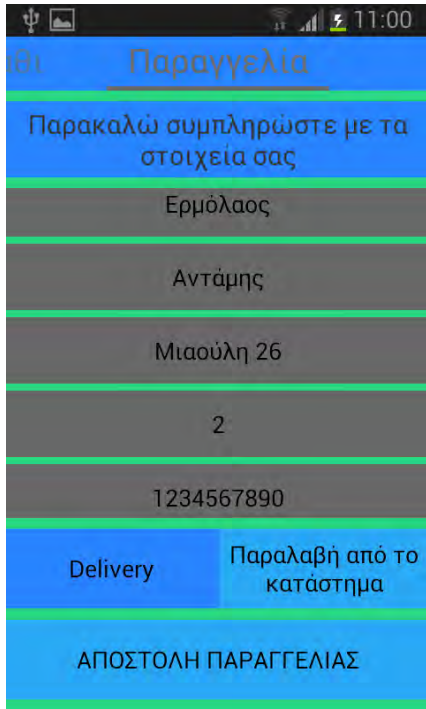 11:00
Παραγγελία
Παρακαλώ συμπληρώστε με τα
στοιχεία σας
Ερμόλαος
Αντάμης
Μιαούλη 26
2
1234567890
Delivery
Παραλαβή από το
κατάστημα
ΑΠΟΣΤΟΛΗ ΠΑΡΑΓΓΕΛΙΑΣ